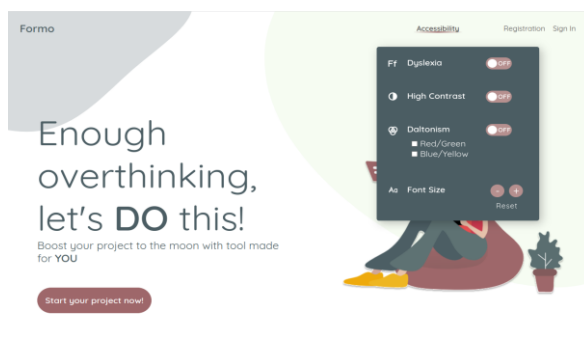 Formo
Accessibility
Registration
Sign In
Ff Dyslexia OFF
High Contrast OFF
Daltonism OFF
Red/Green
Blue/Yellow
Aa Font Size - +
Reset
Enough
overthinking,
let's DO this!
Boost your project to the moon with tool made
for YOU
Start your project now!